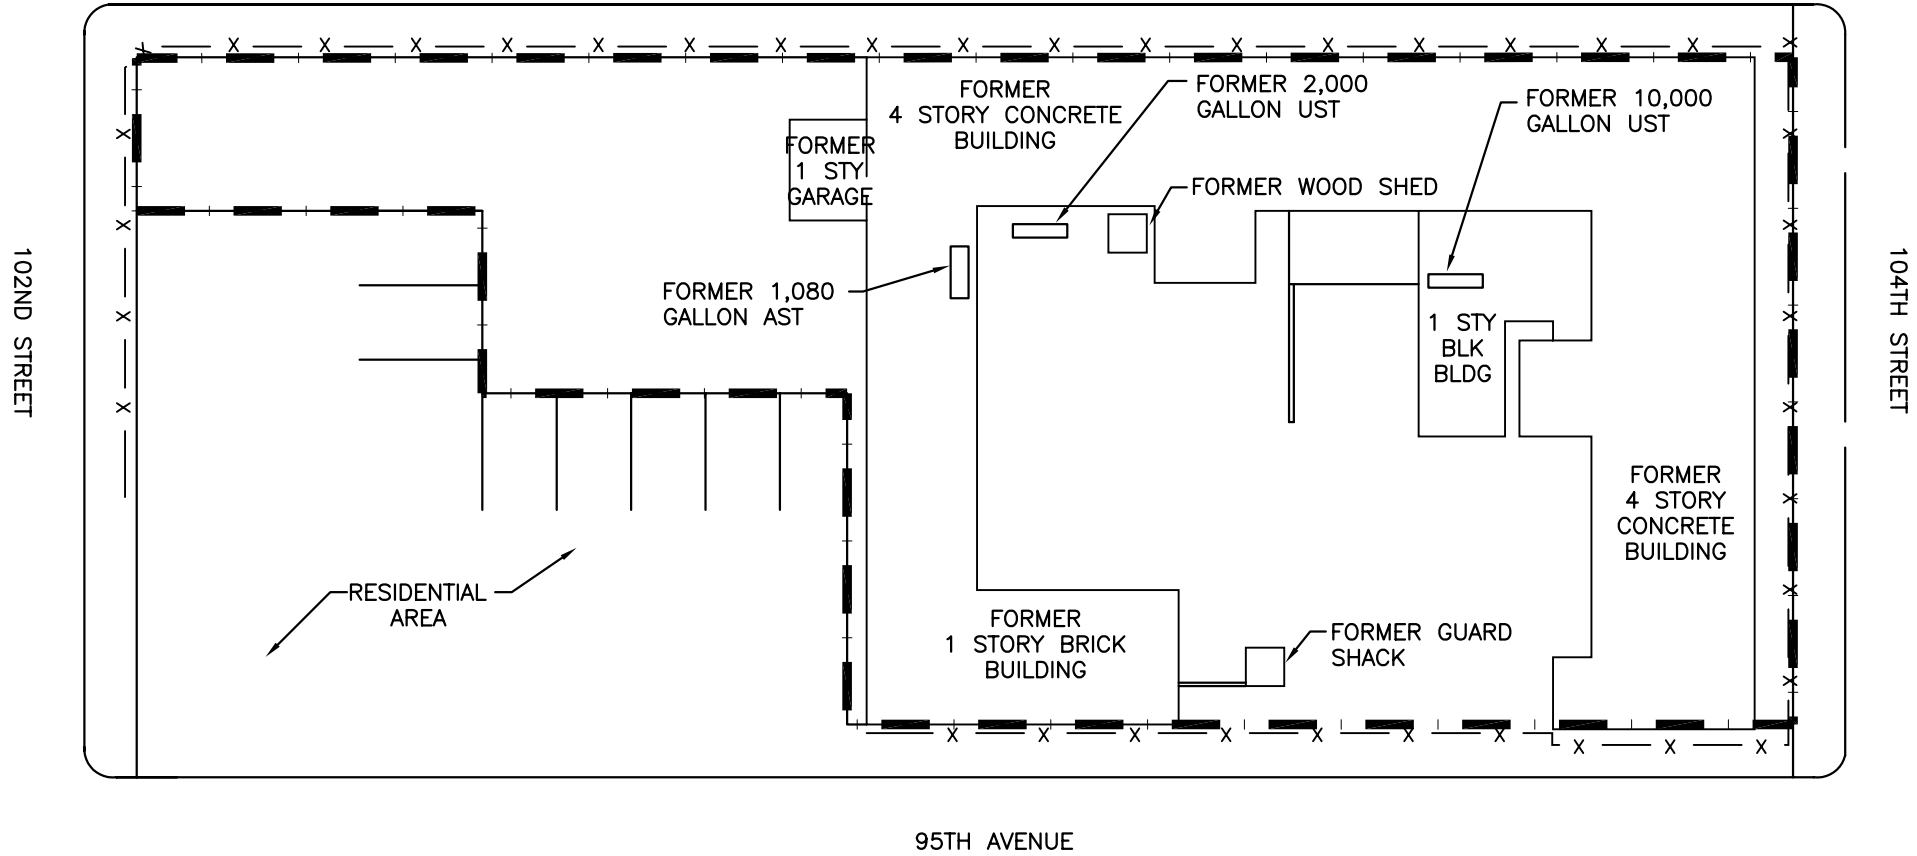 FORMER
4 STORY CONCRETE
BUILDING
FORMER 2,000
GALLON UST
FORMER 10,000
GALLON UST
FORMER
1 STY
GARAGE
FORMER WOOD SHED
FORMER 1,080
GALLON AST
1 STY
BLK
BLDG
102ND STREET
104TH STREET
FORMER
4 STORY
CONCRETE
BUILDING
RESIDENTIAL
AREA
FORMER
1 STORY BRICK
BUILDING
FORMER GUARD
SHACK
95TH AVENUE